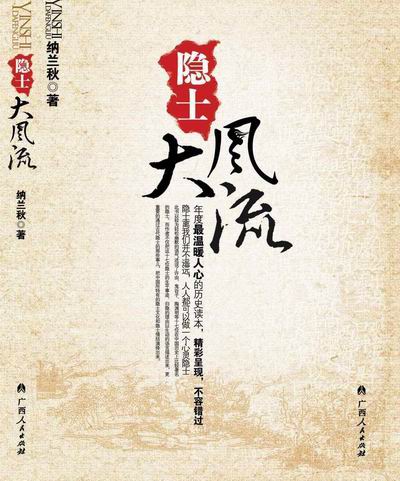 YINSHI
DAFENGLIU
纳兰秋◎著
隐士
大风流
纳兰秋◎著
广西人民出版社
隐士
大风流
年度最温暖人心的历史读本,精彩呈现,不容错过
隐士离我们并不遥远,人人都可以做一个心灵隐士
广西人民出版社